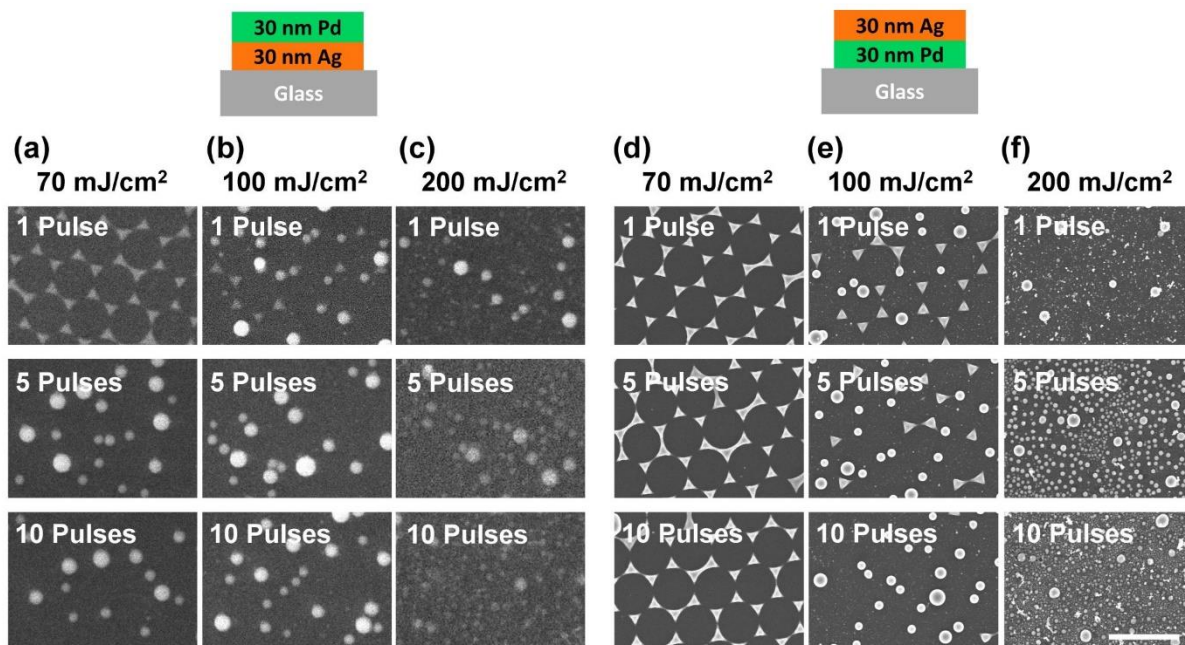 30 nm Pd
30 nm Ag
Glass
30 nm Ag
30 nm Pd
Glass
(a)
70 mJ/cm²
(b)
100 mJ/cm²
(c)
200 mJ/cm²
(d)
70 mJ/cm²
(e)
100 mJ/cm²
(f)
200 mJ/cm²
1 Pulse
1 Pulse
1 Pulse
1 Pulse
1 Pulse
1 Pulse
5 Pulses
5 Pulses
5 Pulses
5 Pulses
5 Pulses
5 Pulses
10 Pulses
10 Pulses
10 Pulses
10 Pulses
10 Pulses
10 Pulses